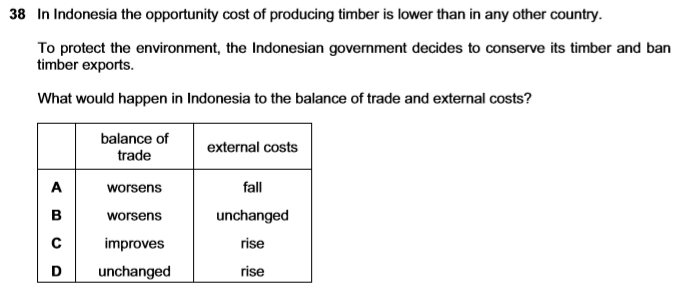 38 In Indonesia the opportunity cost of producing timber is lower than in any other country.
To protect the environment, the Indonesian government decides to conserve its timber and ban
timber exports.
What would happen in Indonesia to the balance of trade and external costs?
balance of
trade
external costs
A worsens fall
B worsens unchanged
C improves rise
D unchanged rise